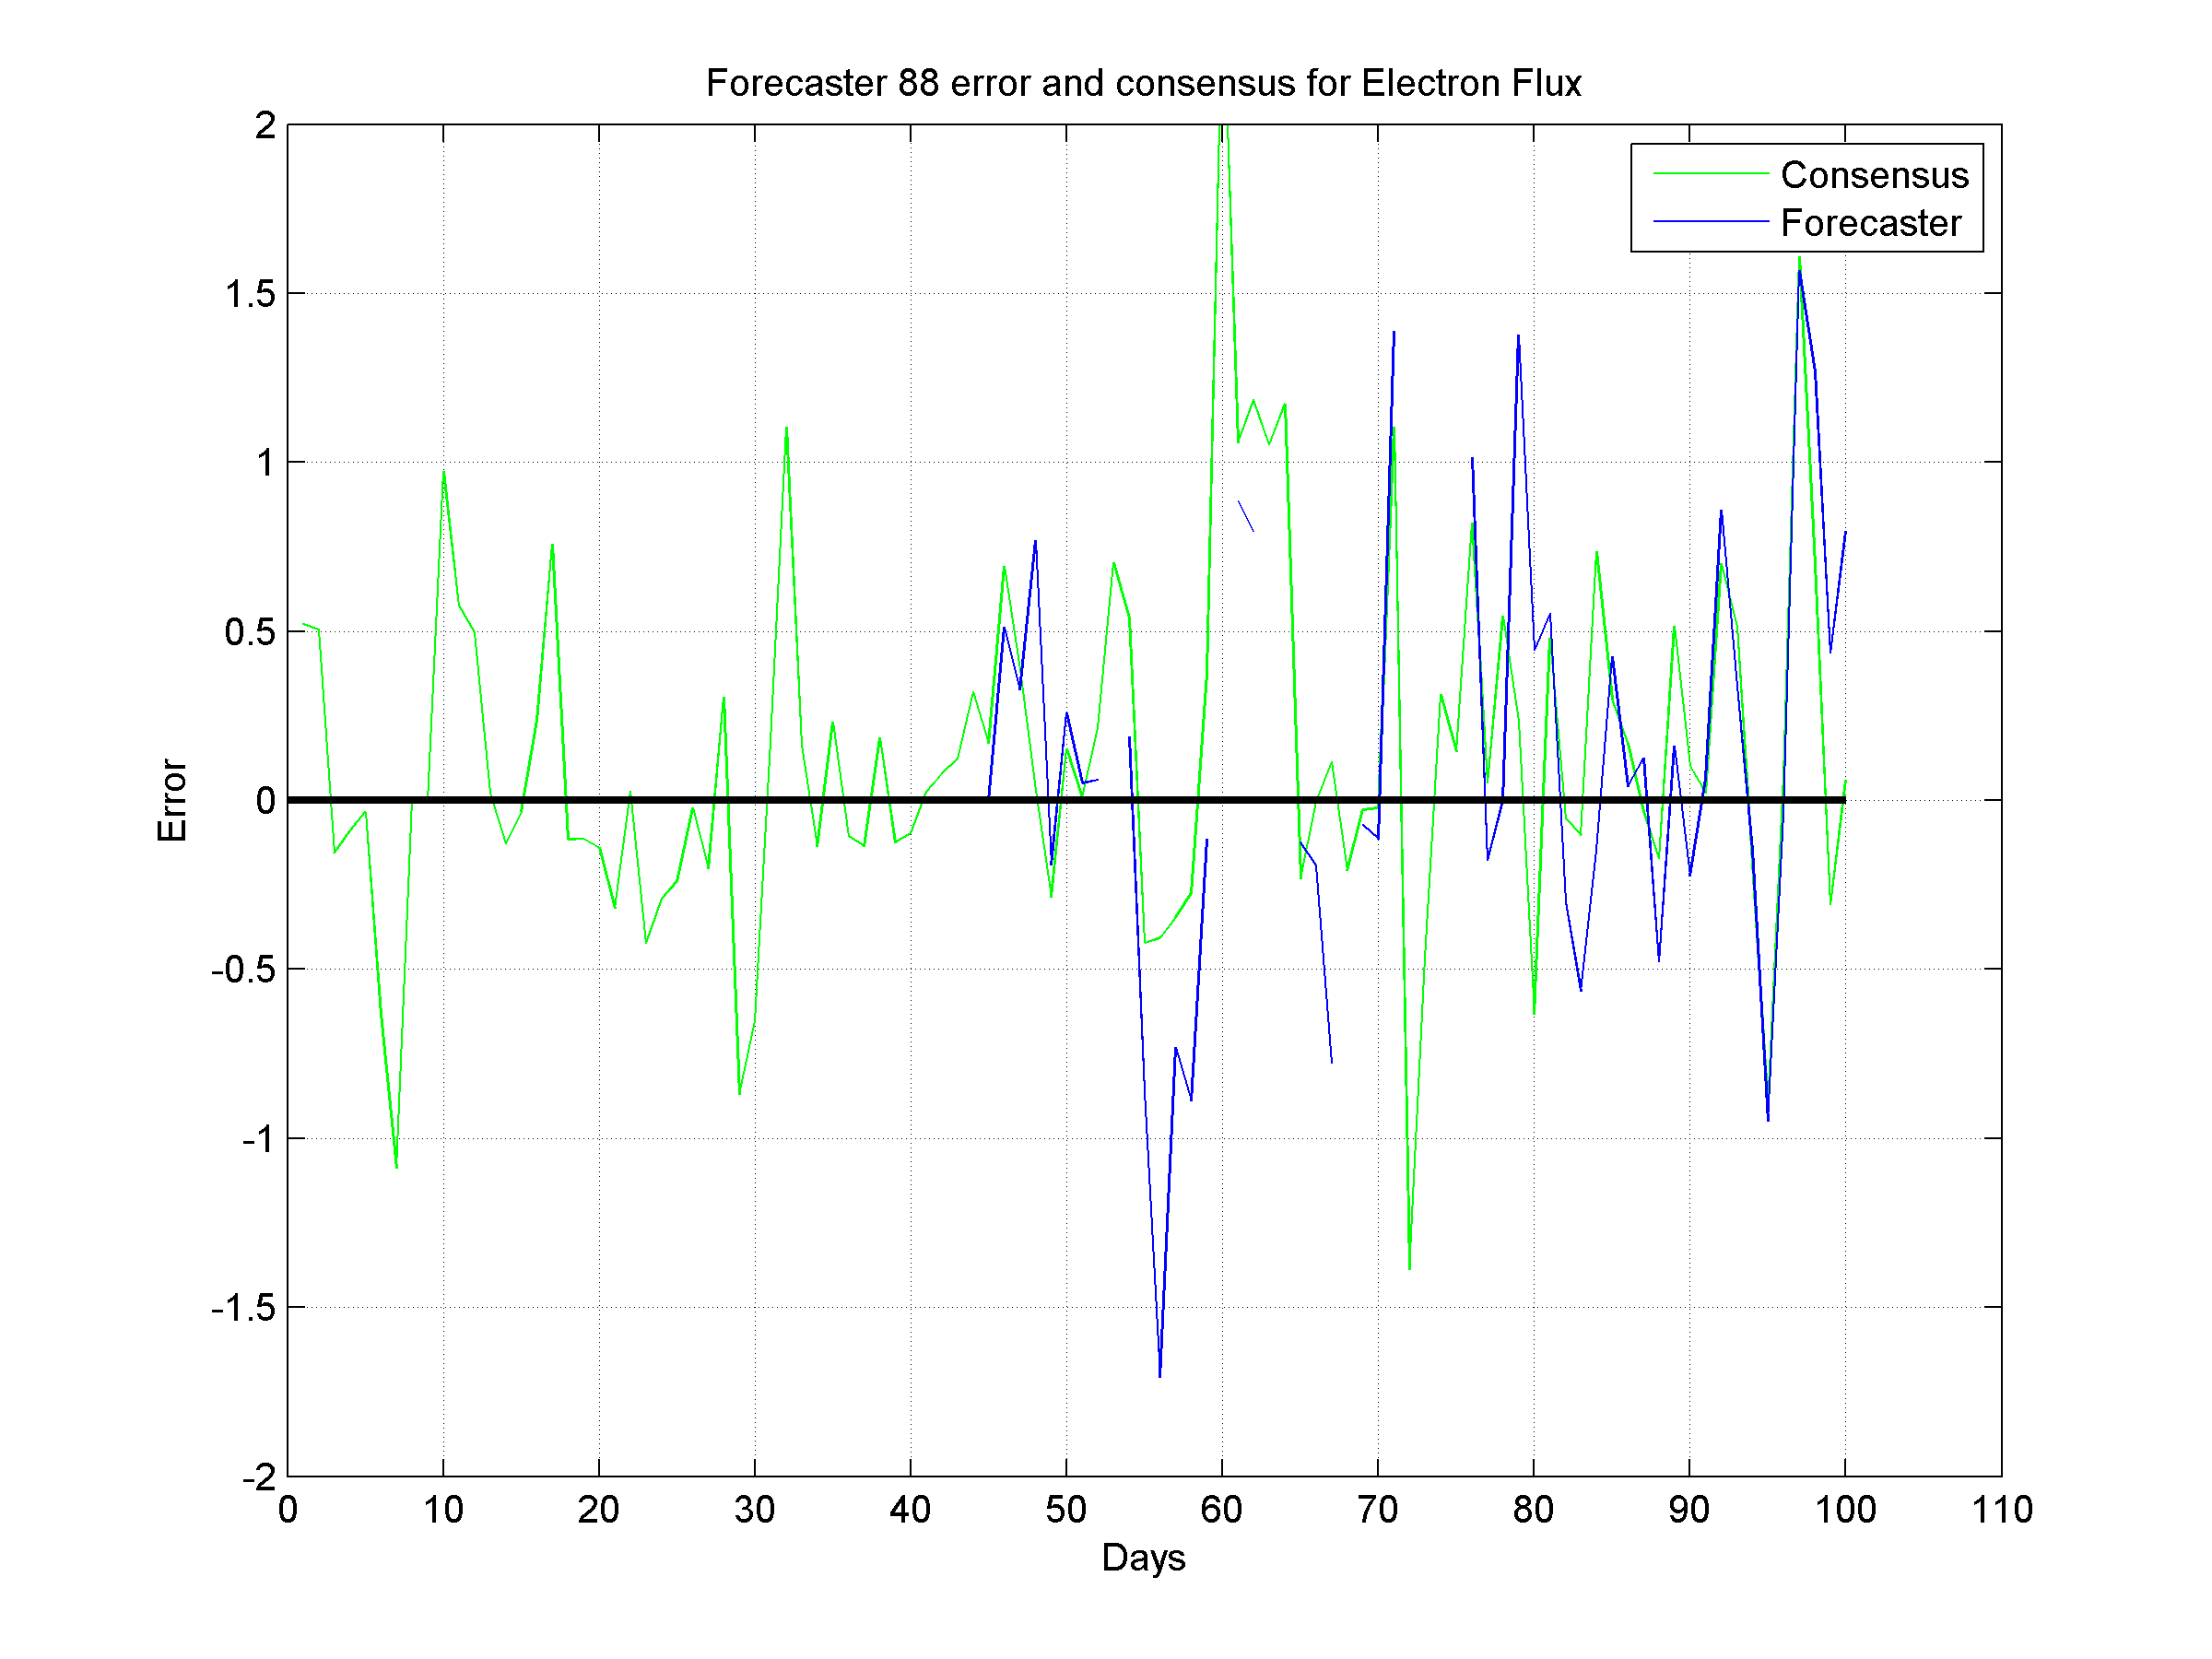 Forecaster 88 error and consensus for Electron Flux
2
1.5
1
0.5
0
-0.5
-1
-1.5
-2
Error
Consensus
Forecaster
0 10 20 30 40 50 60 70 80 90 100 110
Days